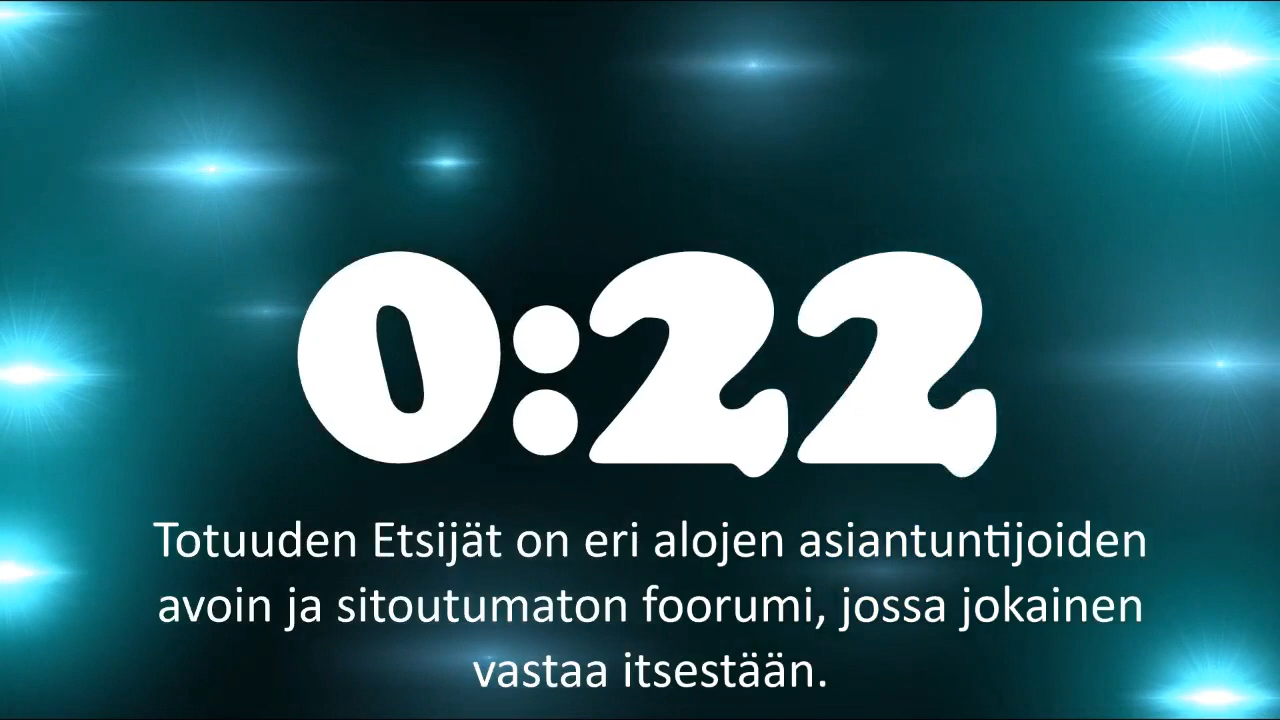 0:22
Totuuden Etsijät on eri alojen asiantuntijoiden
avoin ja sitoutumaton foorumi, jossa jokainen
vastaa itsestään.